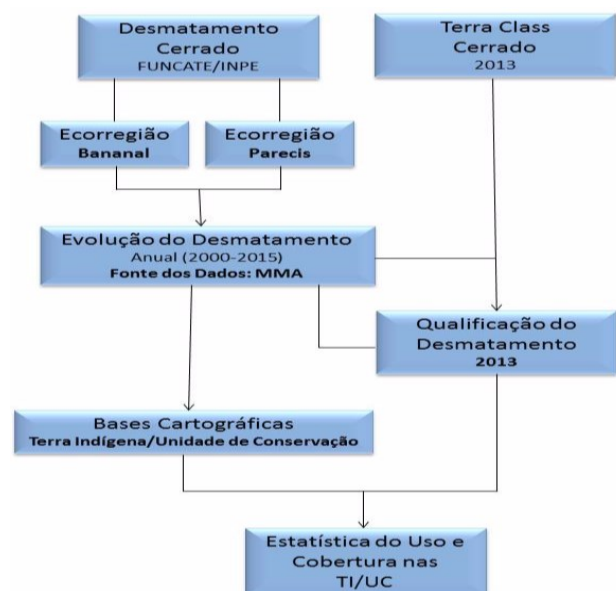 Desmatamento
Cerrado
FUNCATE/INPE
Terra Class
Cerrado
2013
Ecorregião
Bananal
Ecorregião
Parecis
Evolução do Desmatamento
Anual (2000-2015)
Fonte dos Dados: MMA
Qualificação do
Desmatamento
2013
Bases Cartográficas
Terra Indígena/Unidade de Conservação
Estatística do Uso e
Cobertura nas
TI/UC